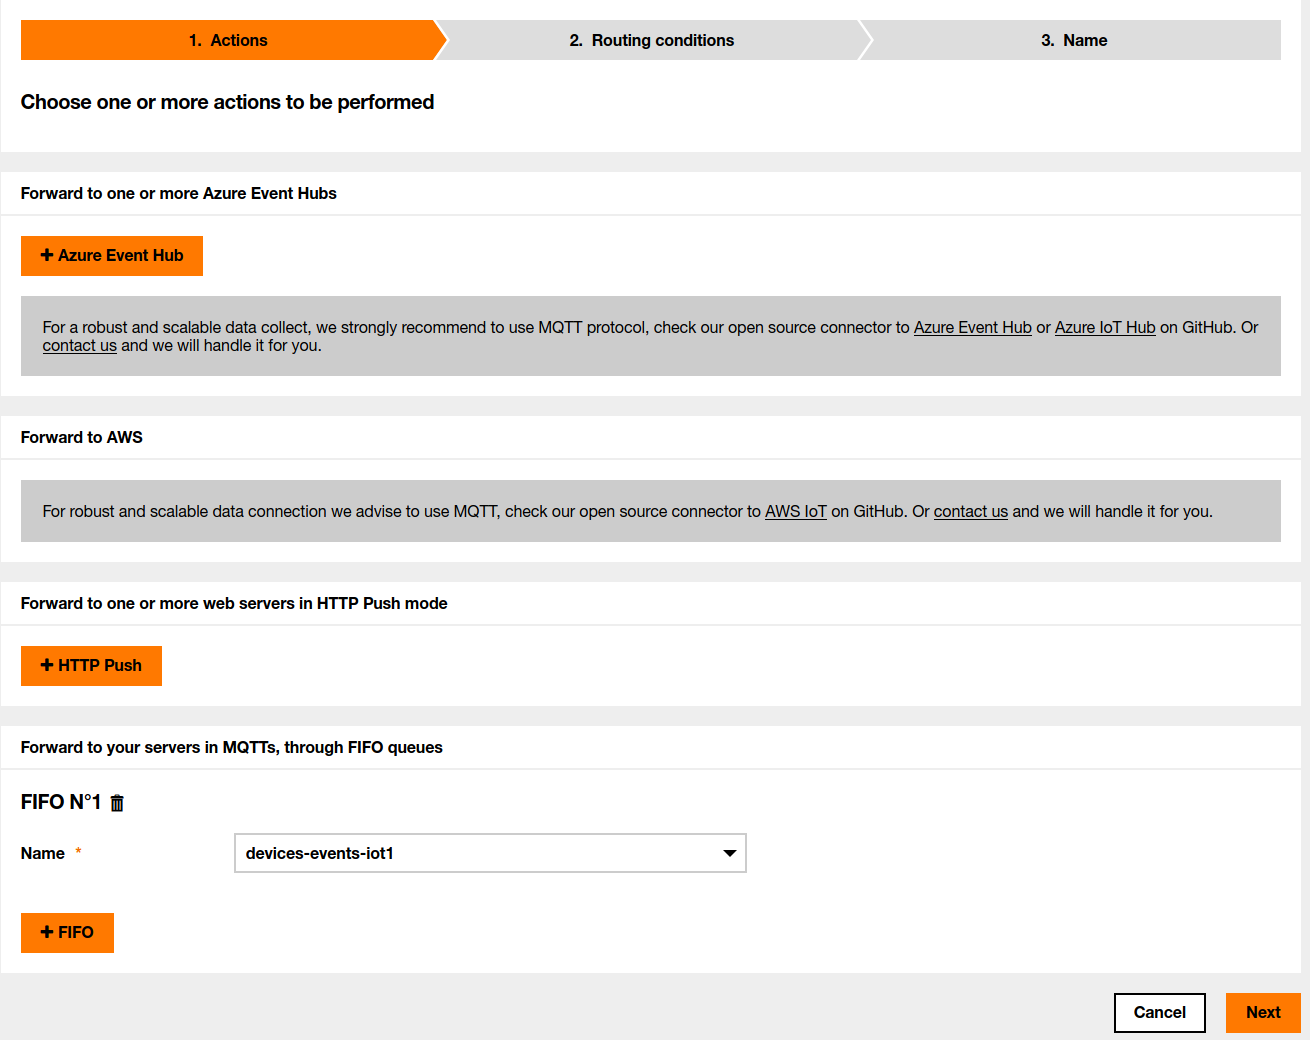 1. Actions
2. Routing conditions
3. Name
Choose one or more actions to be performed
Forward to one or more Azure Event Hubs
+ Azure Event Hub
For a robust and scalable data collect, we strongly recommend to use MQTT protocol, check our open source connector to Azure Event Hub or Azure IoT Hub on GitHub. Or
contact us and we will handle it for you.
Forward to AWS
For robust and scalable data connection we advise to use MQTT, check our open source connector to AWS IoT on GitHub. Or contact us and we will handle it for you.
Forward to one or more web servers in HTTP Push mode
+ HTTP Push
Forward to your servers in MQTTs, through FIFO queues
FIFO N°1
Name *
devices-events-iot1
+ FIFO
Cancel
Next